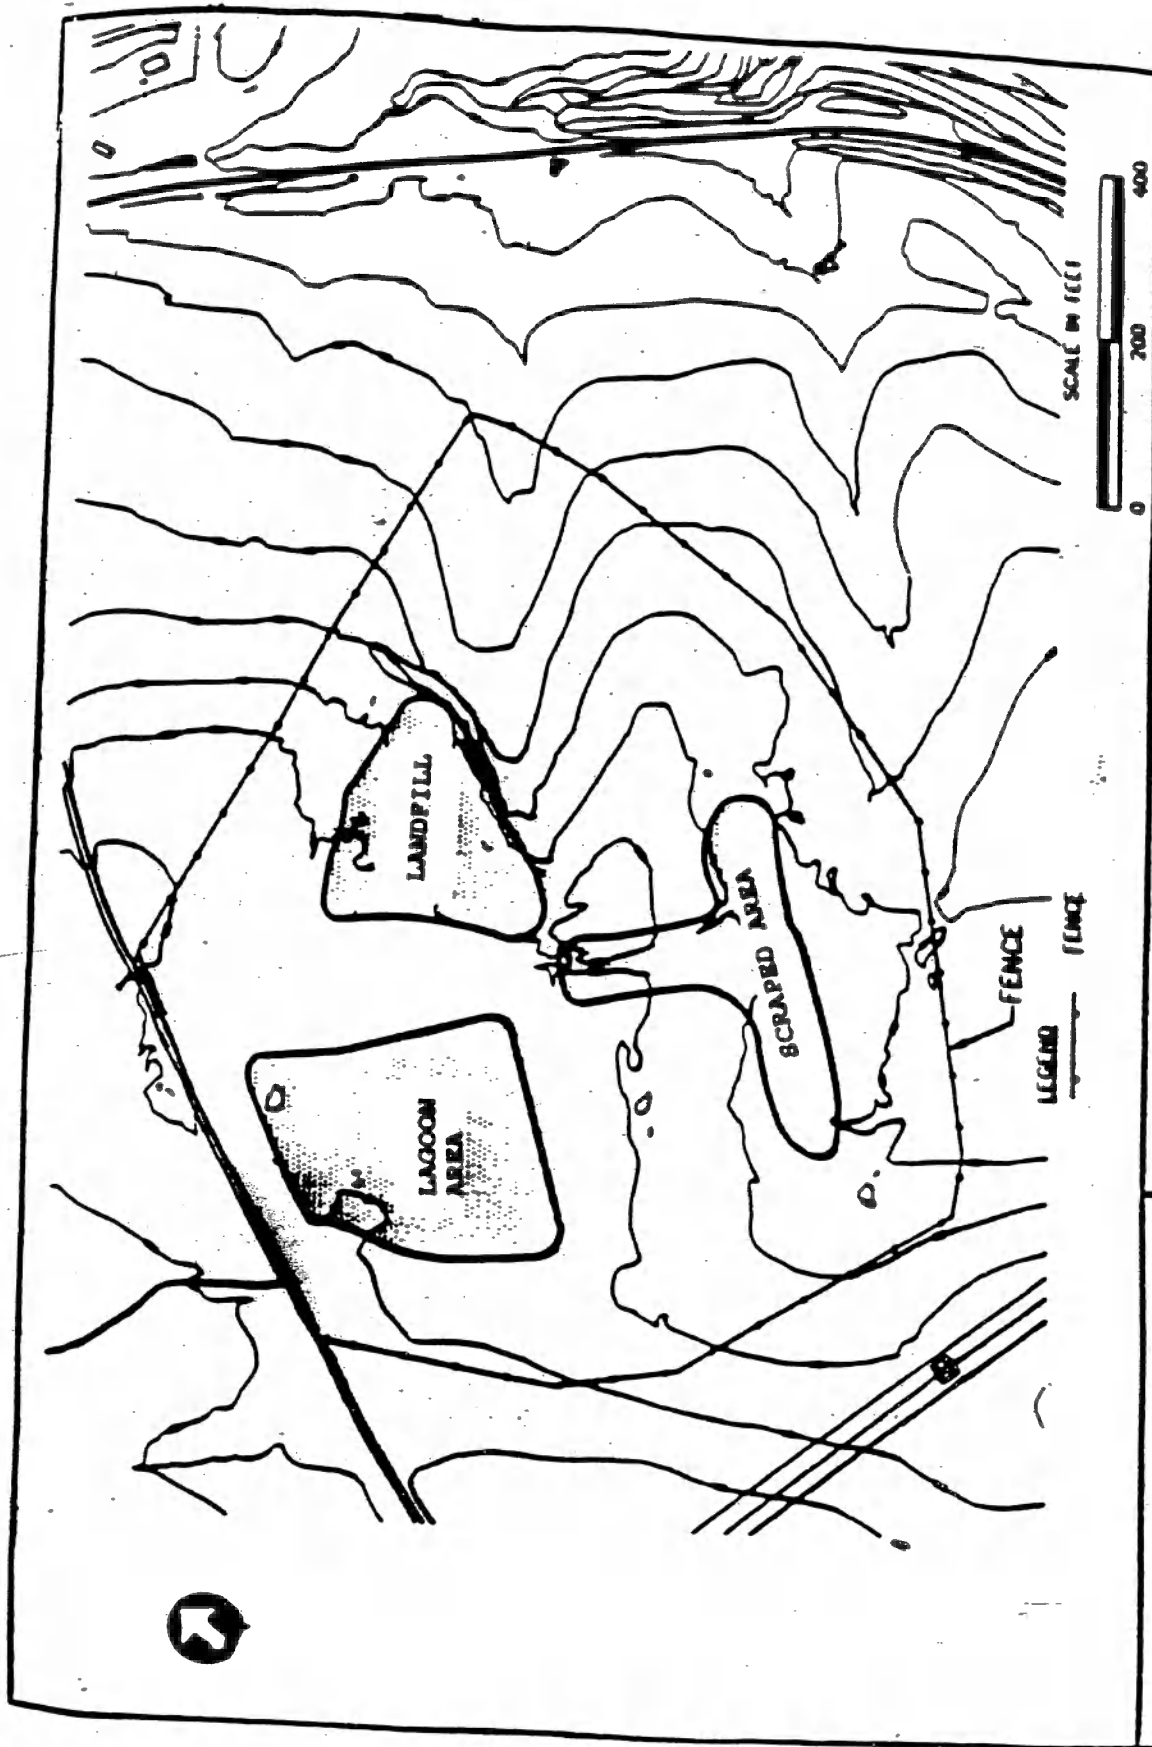 LANDFILL
LAGOON
AREA
SCRAPED AREA
FENCE
LEGEND
FENCE
SCALE IN FEET
0 200 400